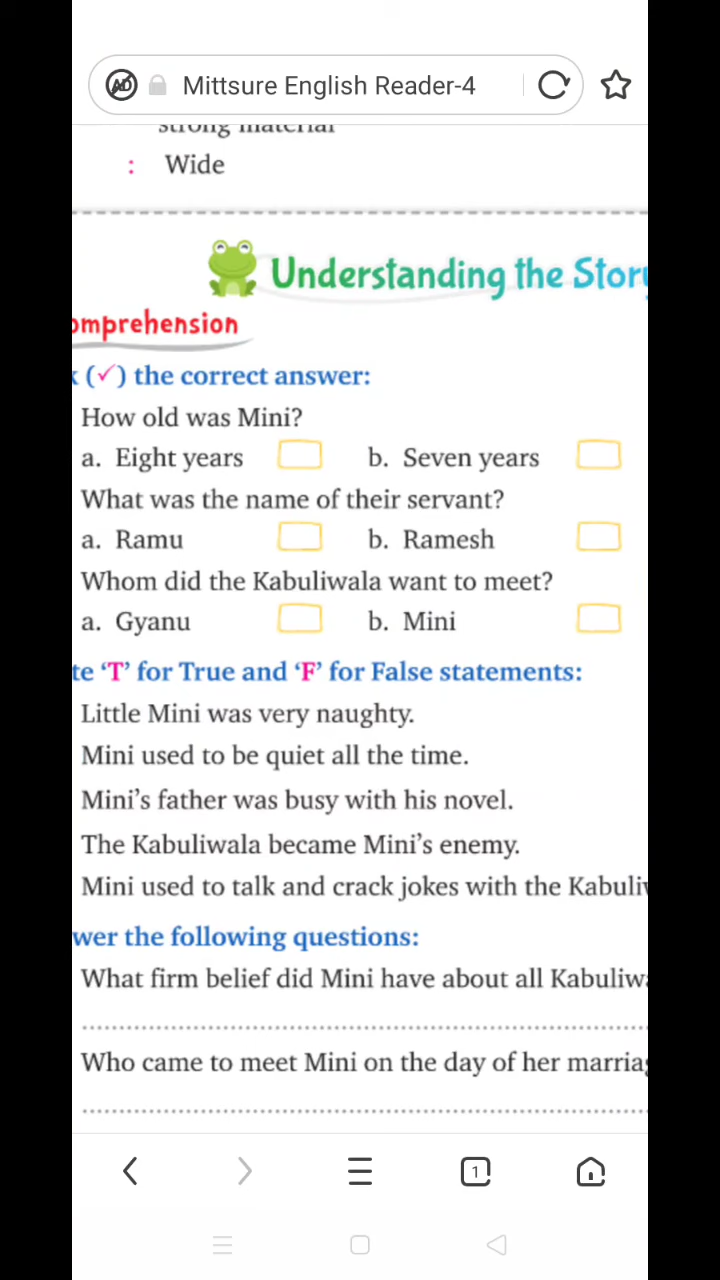 Mittsure English Reader-4
strong material
: Wide
Understanding the Story
omprehension
(✓) the correct answer:
How old was Mini?
a. Eight years b. Seven years
What was the name of their servant?
a. Ramu b. Ramesh
Whom did the Kabuliwala want to meet?
a. Gyanu b. Mini
te ‘T’ for True and ‘F’ for False statements:
Little Mini was very naughty.
Mini used to be quiet all the time.
Mini’s father was busy with his novel.
The Kabuliwala became Mini’s enemy.
Mini used to talk and crack jokes with the Kabuliw
wer the following questions:
What firm belief did Mini have about all Kabuliwa
Who came to meet Mini on the day of her marriag
1